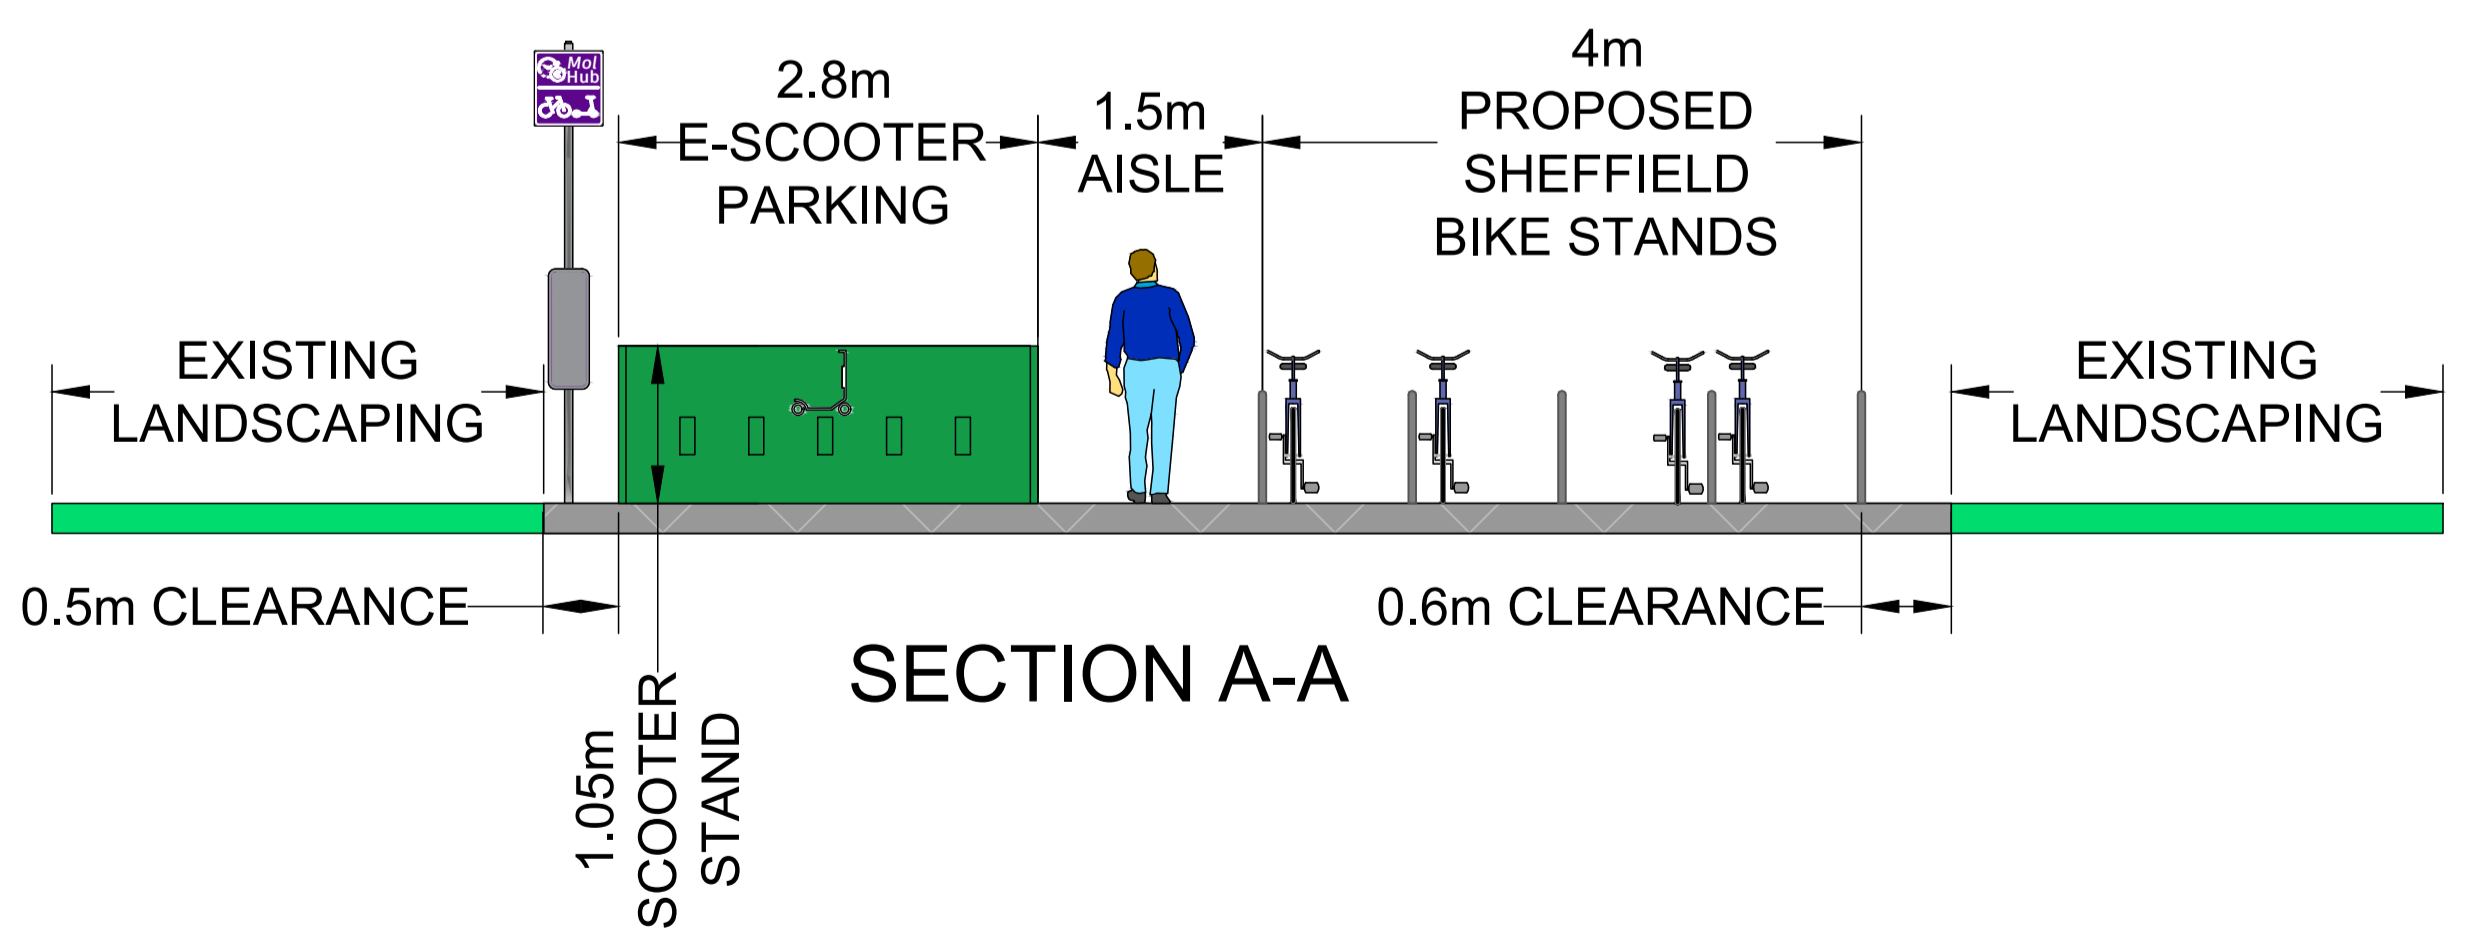 Mol
Hub
2.8m
E-SCOOTER
PARKING
1.5m
AISLE
4m
PROPOSED
SHEFFIELD
BIKE STANDS
EXISTING
LANDSCAPING
EXISTING
LANDSCAPING
0.5m CLEARANCE
0.6m CLEARANCE
SECTION A-A
1.05m
SCOOTER
STAND